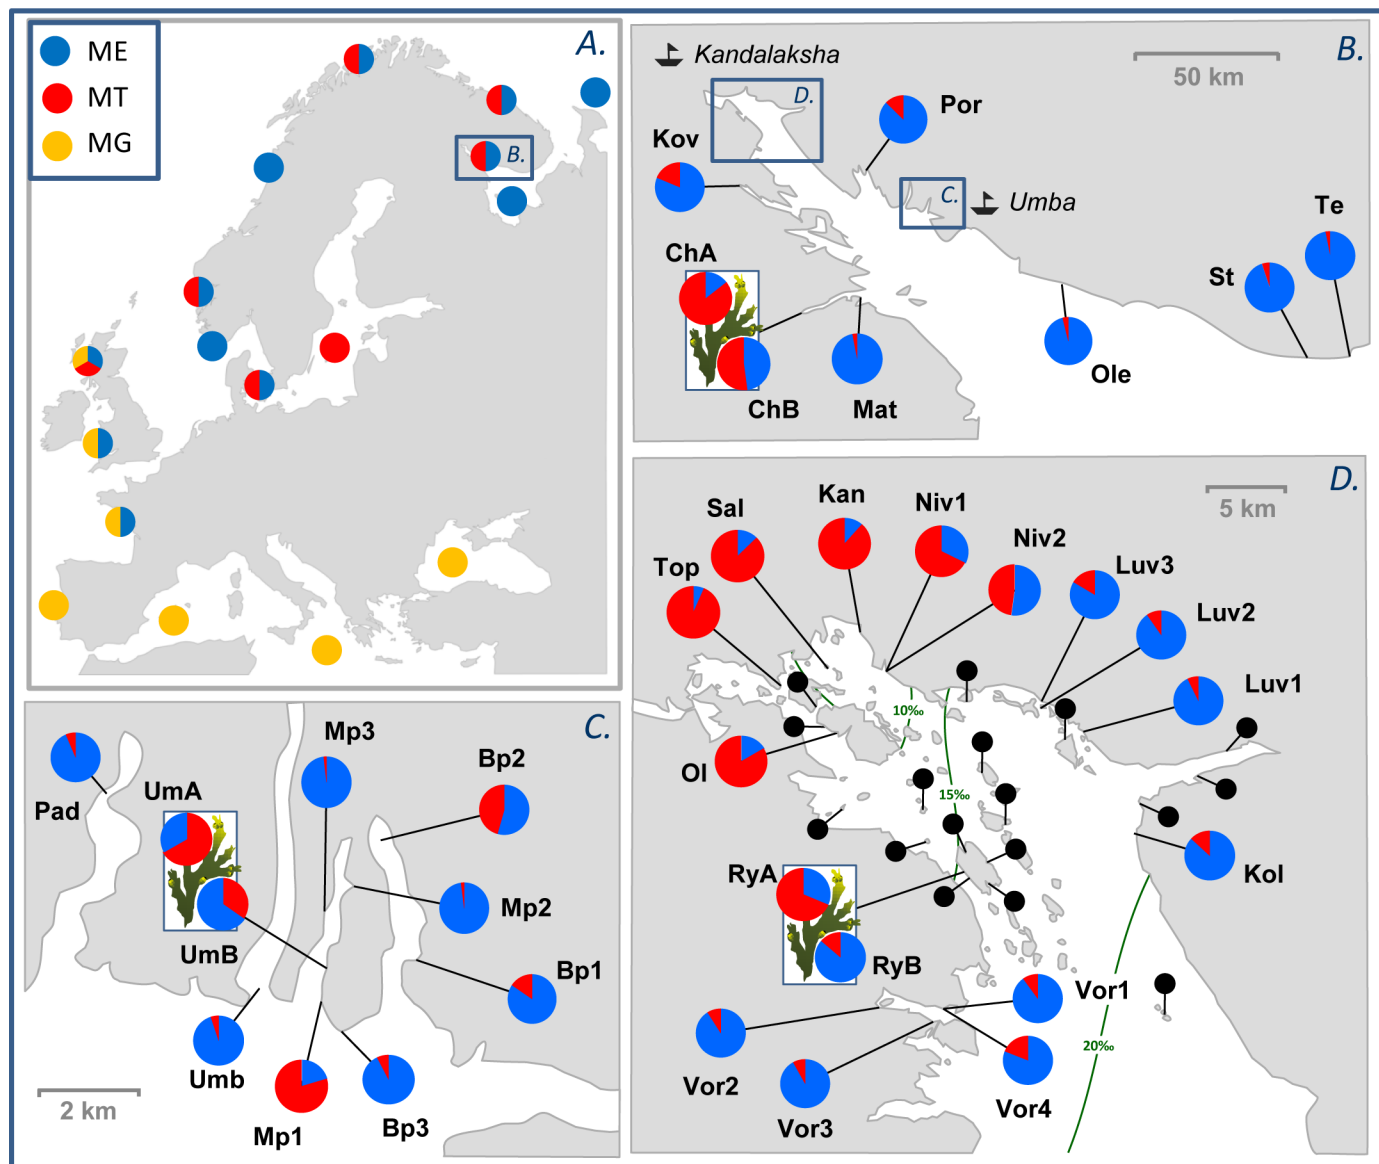 ME
MT
MG
A.
B.
Kandalaksha
50 km
B.
D.
Por
Kov
C.
Umba
ChA
Te
St
ChB
Mat
Ole
C.
Mp3
Bp2
UmA
Pad
Mp2
UmB
Bp1
Umb
2 km
Mp1
Bp3
D.
5 km
Kan
Niv1
Sal
Niv2
Top
Luv3
Luv2
Luv1
10‰
Ol
15‰
RyA
Kol
RyB
Vor1
20‰
Vor2
Vor4
Vor3